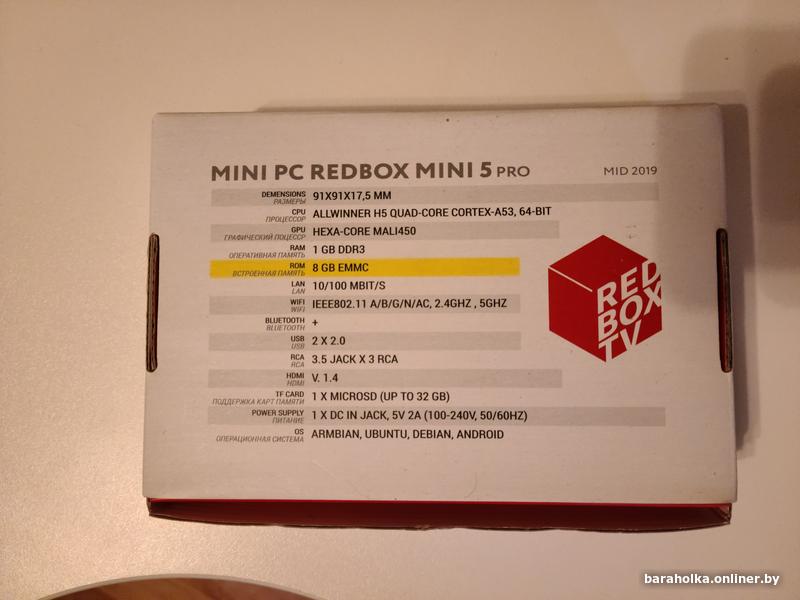 MINI PC REDBOX MINI 5 PRO MID 2019
DEMENSIONS 91X91X17,5 MM
РАЗМЕРЫ
CPU ALLWINNER H5 QUAD-CORE CORTEX-A53, 64-BIT
ПРОЦЕССОР
GPU HEXA-CORE MALI450
ГРАФИЧЕСКИЙ ПОЦЕССР
RAM 1 GB DDR3
ОПЕРАТИВНАЯ ПАМЯТЬ
ROM 8 GB EMMC
ВСТРОЕННАЯ ПАМЯТЬ
LAN 10/100 MBIT/S
LAN
WIFI IEEE802.11 A/B/G/N/AC, 2.4GHZ , 5GHZ
WIFI
BLUETOOTH +
BLUETOOTH
USB 2 X 2.0
USB
RCA 3.5 JACK X 3 RCA
RCA
HDMI V. 1.4
HDMI
TF CARD 1 X MICROSD (UP TO 32 GB)
ПОДДЕРЖКА КАРТ ПАМЯТИ
POWER SUPPLY 1 X DC IN JACK, 5V 2A (100-240V, 50/60HZ)
ПИТАНИЕ
OS ARMBIAN, UBUNTU, DEBIAN, ANDROID
ОПЕРАЦИОННАЯ СИСТЕМА
RED
BOX
TV
baraholka.onliner.by